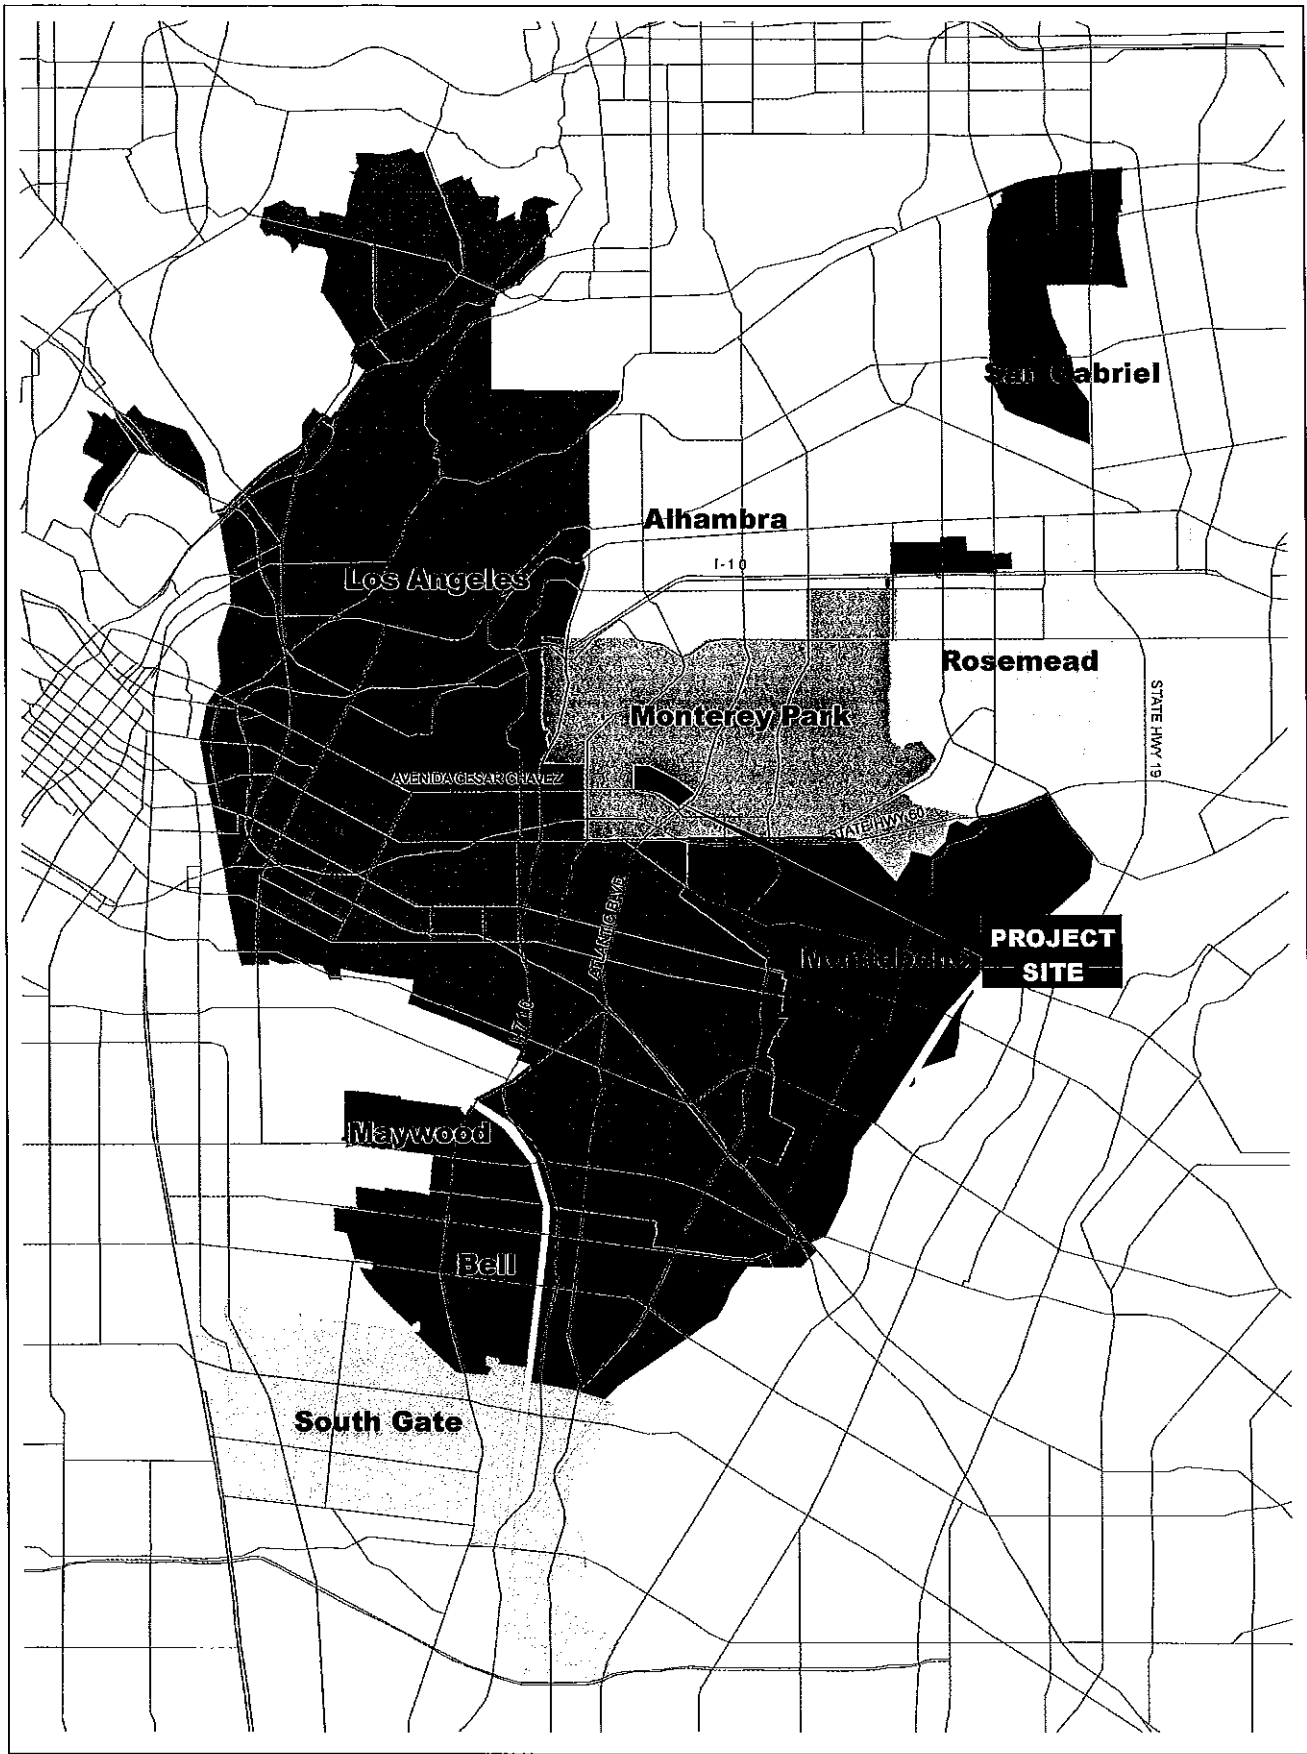 San Gabriel
Alhambra
I-10
Los Angeles
Rosemead
STATE HWY 19
Monterey Park
AVENIDA CESAR CHAVEZ
STATE HWY 60
ATLANTIC BLVD
PROJECT
SITE
Montebello
I-710
Maywood
Bell
South Gate